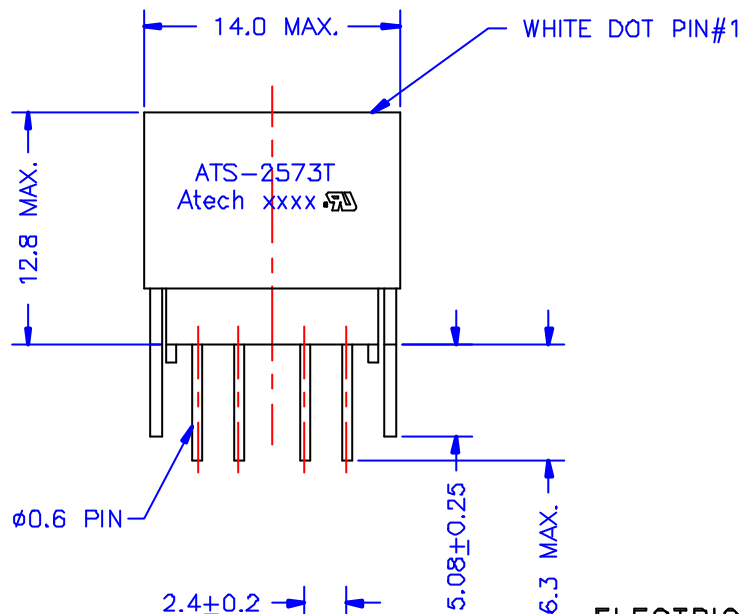 14.0 MAX.
WHITE DOT PIN#1
12.8 MAX.
ATS-2573T
Atech xxxx
ø0.6 PIN
5.08±0.25
6.3 MAX.
2.4±0.2